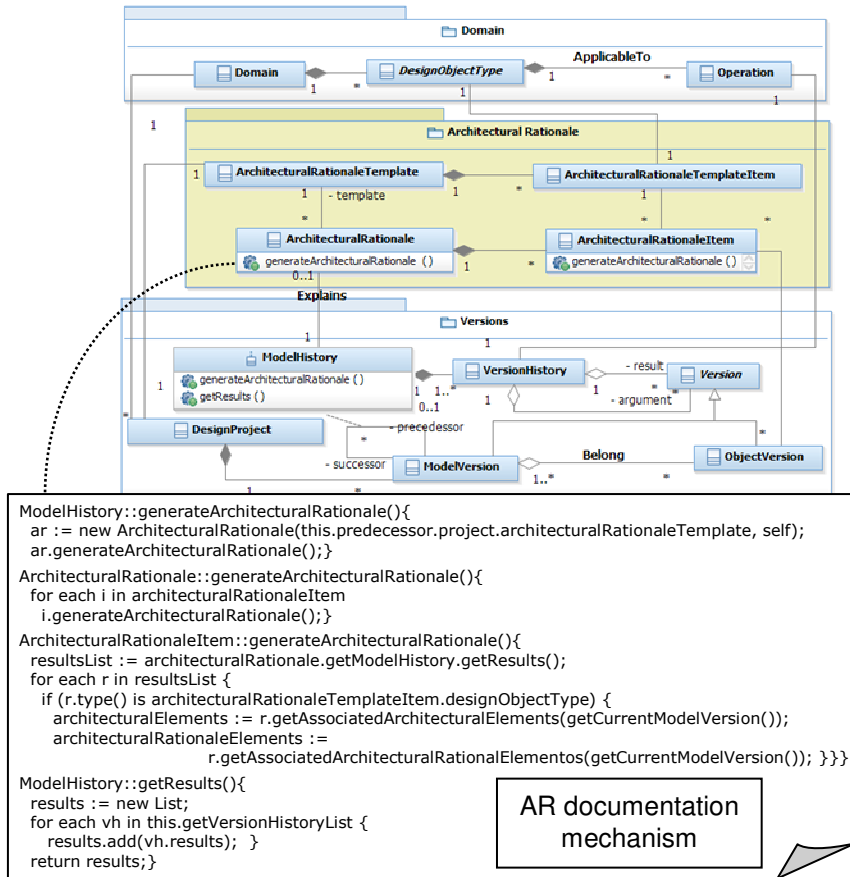 Domain
ApplicableTo
Domain
DesignObjectType
Operation
1
*
1
*
1
1
1
Architectural Rationale
1
1
ArchitecturalRationaleTemplate
ArchitecturalRationaleTemplateItem
1
- template
1
*
1
*
*
*
ArchitecturalRationale
ArchitecturalRationaleItem
generateArchitecturalRationale ( )
generateArchitecturalRationale ( )
1
*
0..1
Explains
Versions
1
1
ModelHistory
VersionHistory
- result
Version
generateArchitecturalRationale ( )
getResults ( )
1
1
1..*
0..1
1
1
*
*
- argument
*
DesignProject
- precedessor
*
*
- successor
ModelVersion
Belong
ObjectVersion
1
*
1..*
*
ModelHistory::generateArchitecturalRationale(){
ar := new ArchitecturalRationale(this.predecessor.project.architecturalRationaleTemplate, self);
ar.generateArchitecturalRationale();}
ArchitecturalRationale::generateArchitecturalRationale(){
for each i in architecturalRationaleItem
i.generateArchitecturalRationale();}
ArchitecturalRationaleItem::generateArchitecturalRationale(){
resultsList := architecturalRationale.getModelHistory.getResults();
for each r in resultsList {
if (r.type() is architecturalRationaleTemplateItem.designObjectType) {
architecturalElements := r.getAssociatedArchitecturalElements(getCurrentModelVersion());
architecturalRationaleElements :=
r.getAssociatedArchitecturalRationalElementos(getCurrentModelVersion()); }}}
ModelHistory::getResults(){
results := new List;
for each vh in this.getVersionHistoryList {
results.add(vh.results); }
return results;}
AR documentation
mechanism